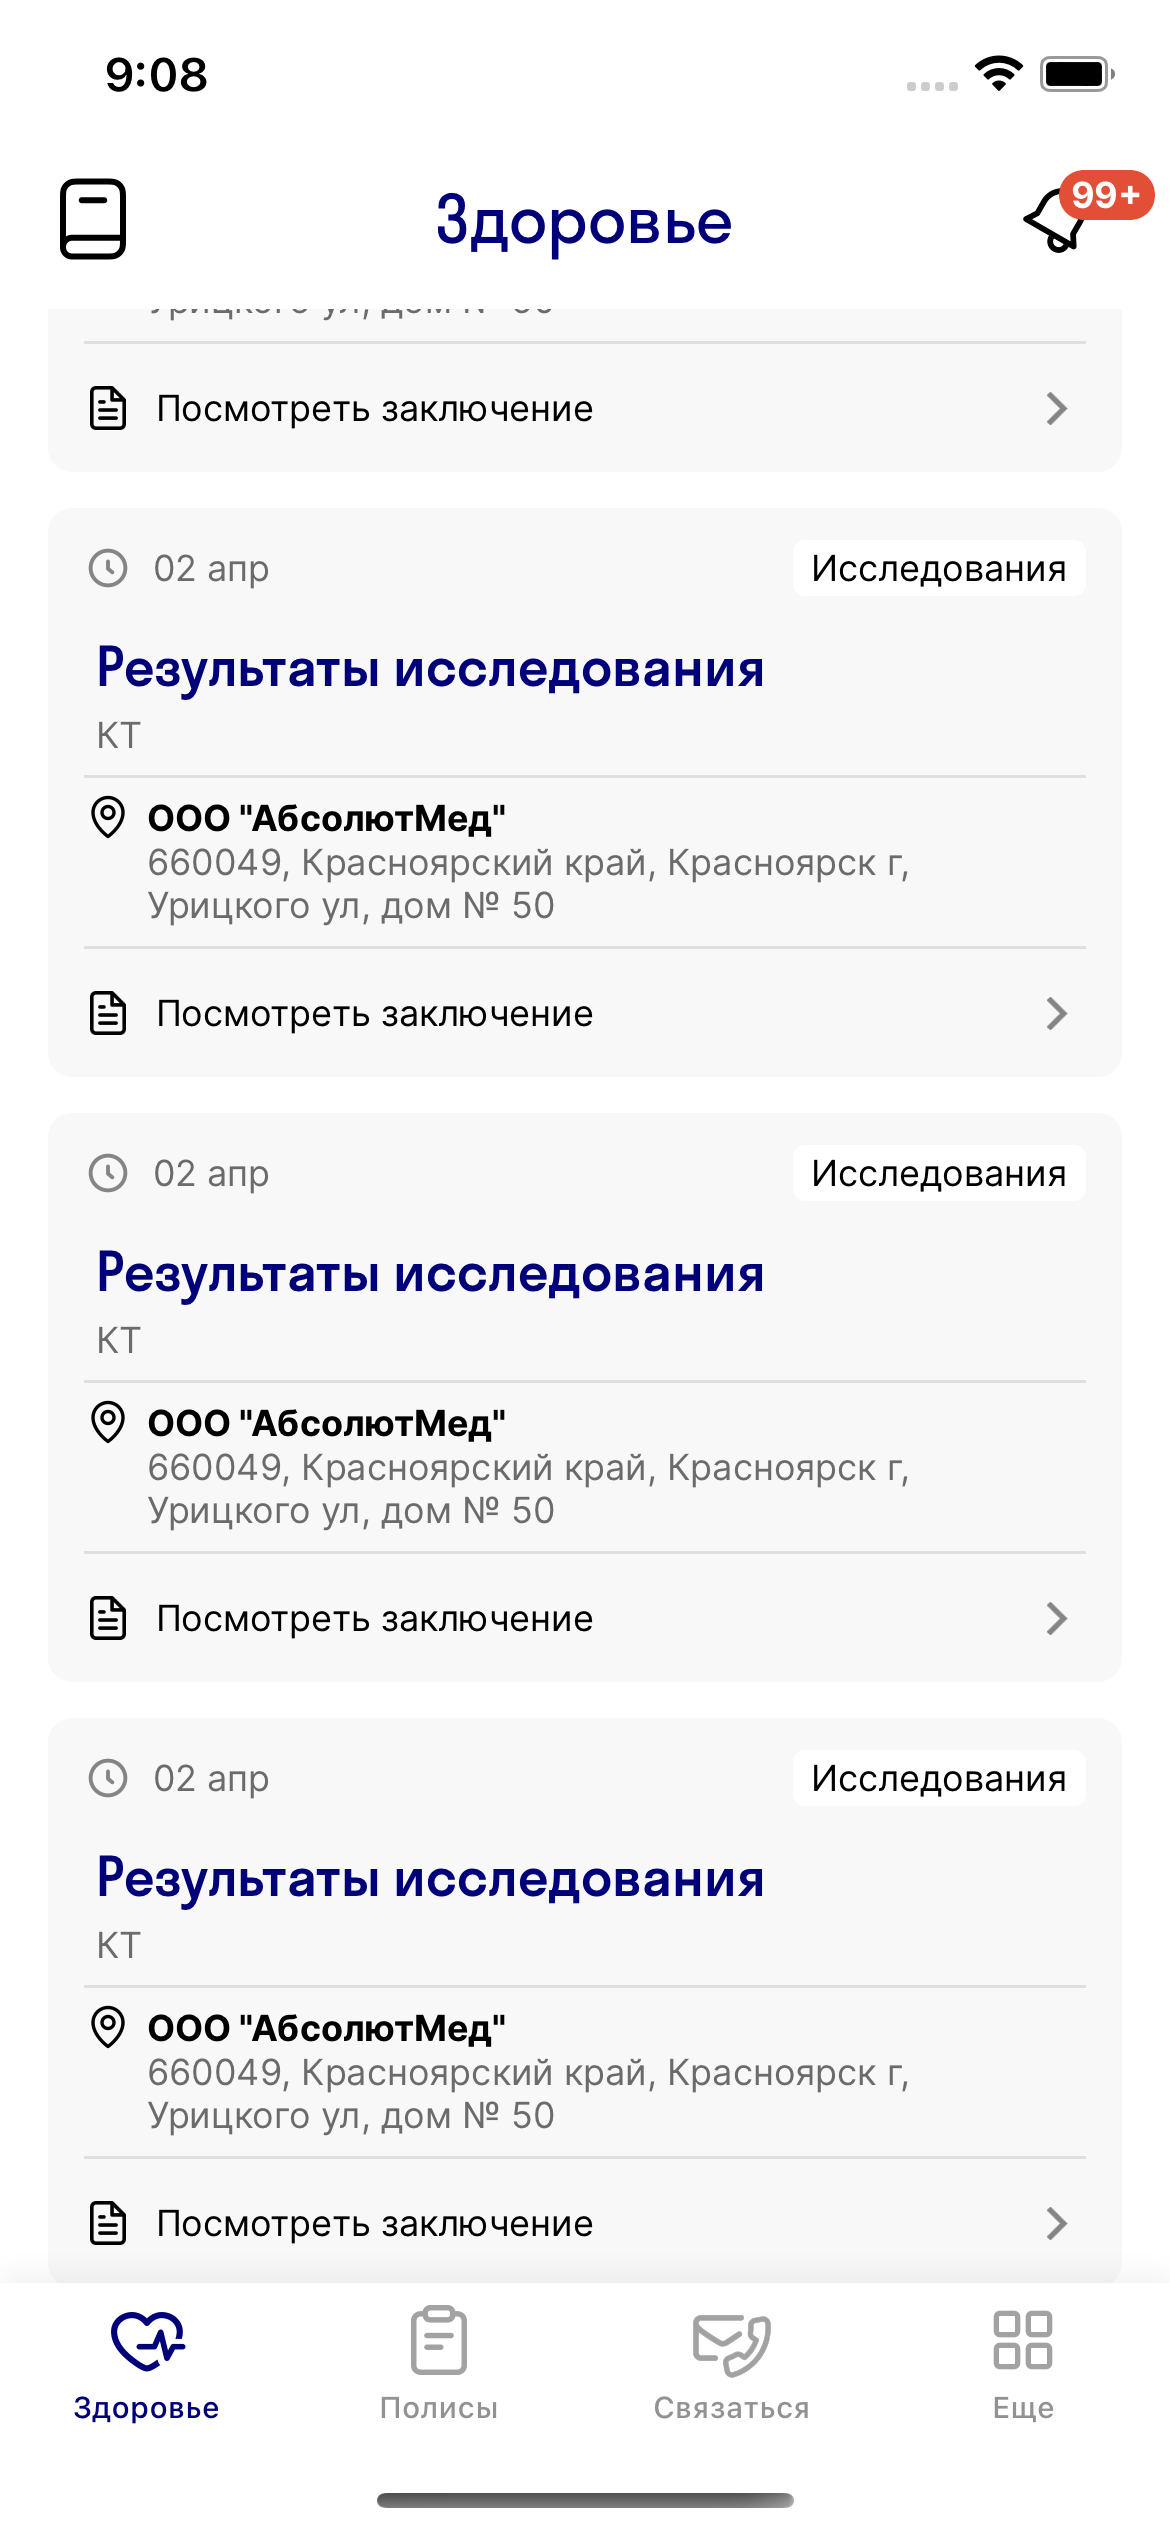 9:08
Здоровье
99+
Посмотреть заключение
02 апр
Исследования
Результаты исследования
КТ
ООО "АбсолютМед"
660049, Красноярский край, Красноярск г,
Урицкого ул, дом № 50
Посмотреть заключение
02 апр
Исследования
Результаты исследования
КТ
ООО "АбсолютМед"
660049, Красноярский край, Красноярск г,
Урицкого ул, дом № 50
Посмотреть заключение
02 апр
Исследования
Результаты исследования
КТ
ООО "АбсолютМед"
660049, Красноярский край, Красноярск г,
Урицкого ул, дом № 50
Посмотреть заключение
Здоровье
Полисы
Связаться
Еще